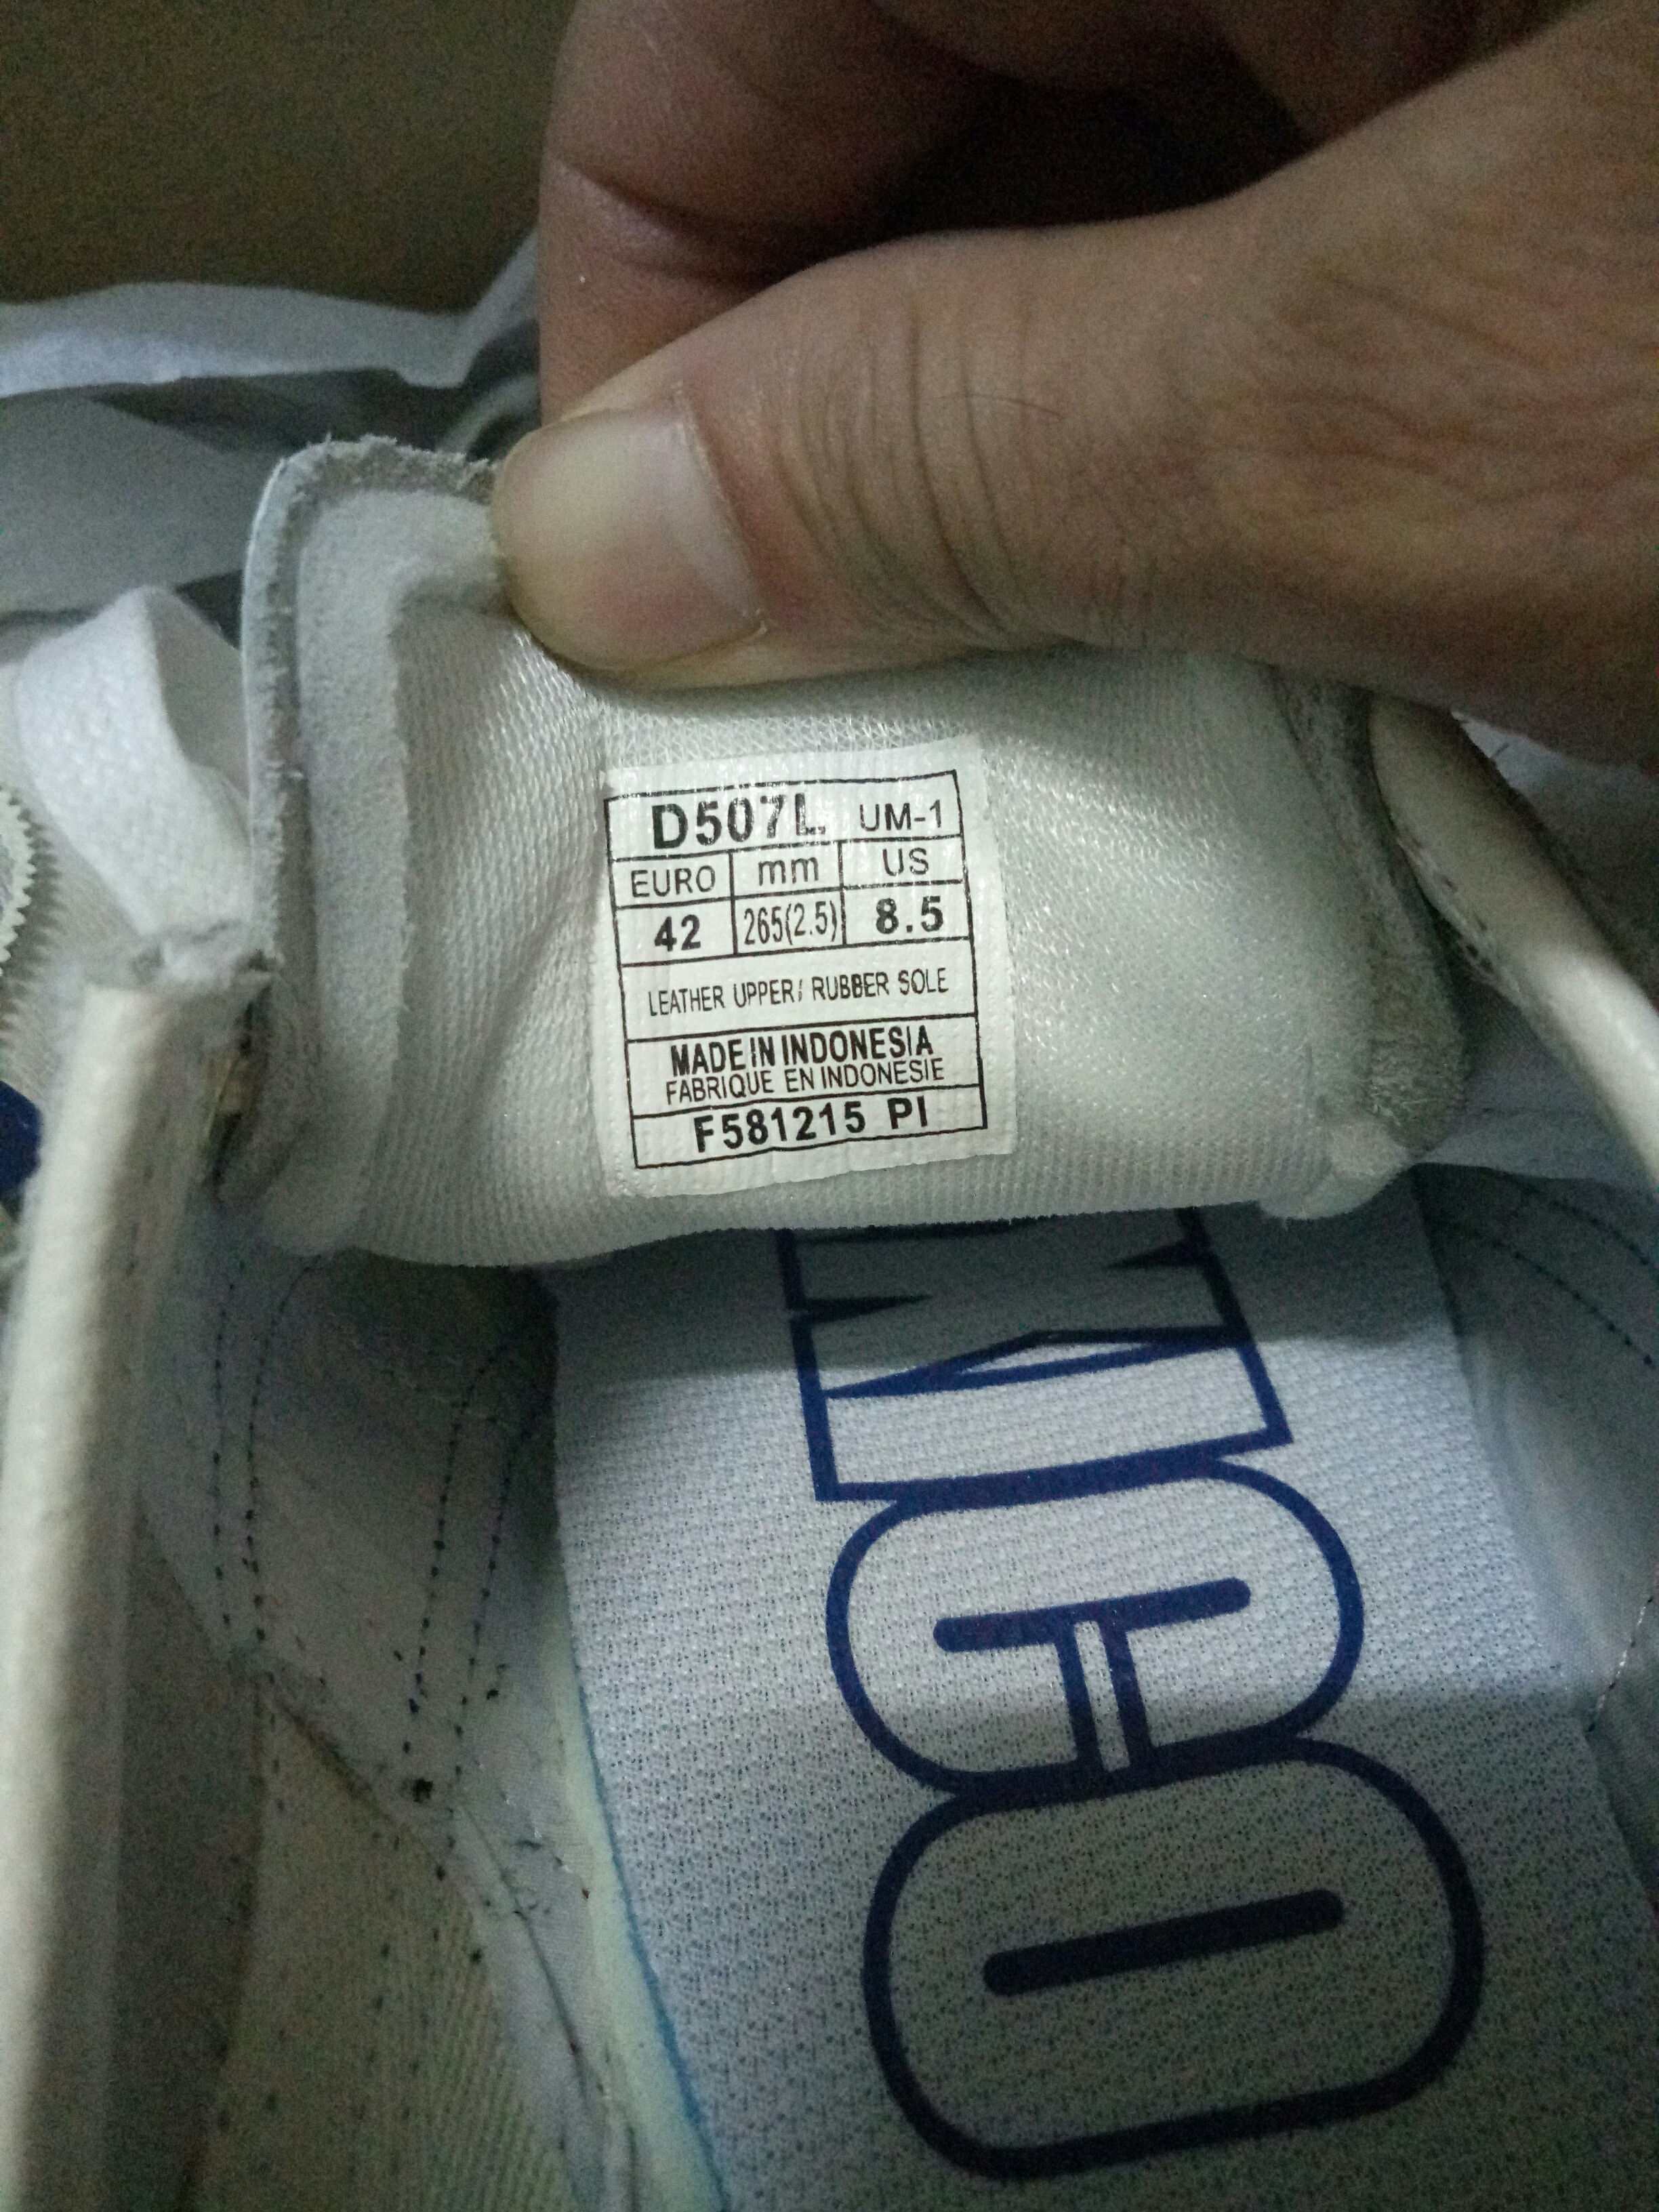 D507L UM-1
EURO mm US
42 265(2.5) 8.5
LEATHER UPPER/ RUBBER SOLE
MADE IN INDONESIA
FABRIQUE EN INDONESIE
F581215 PI